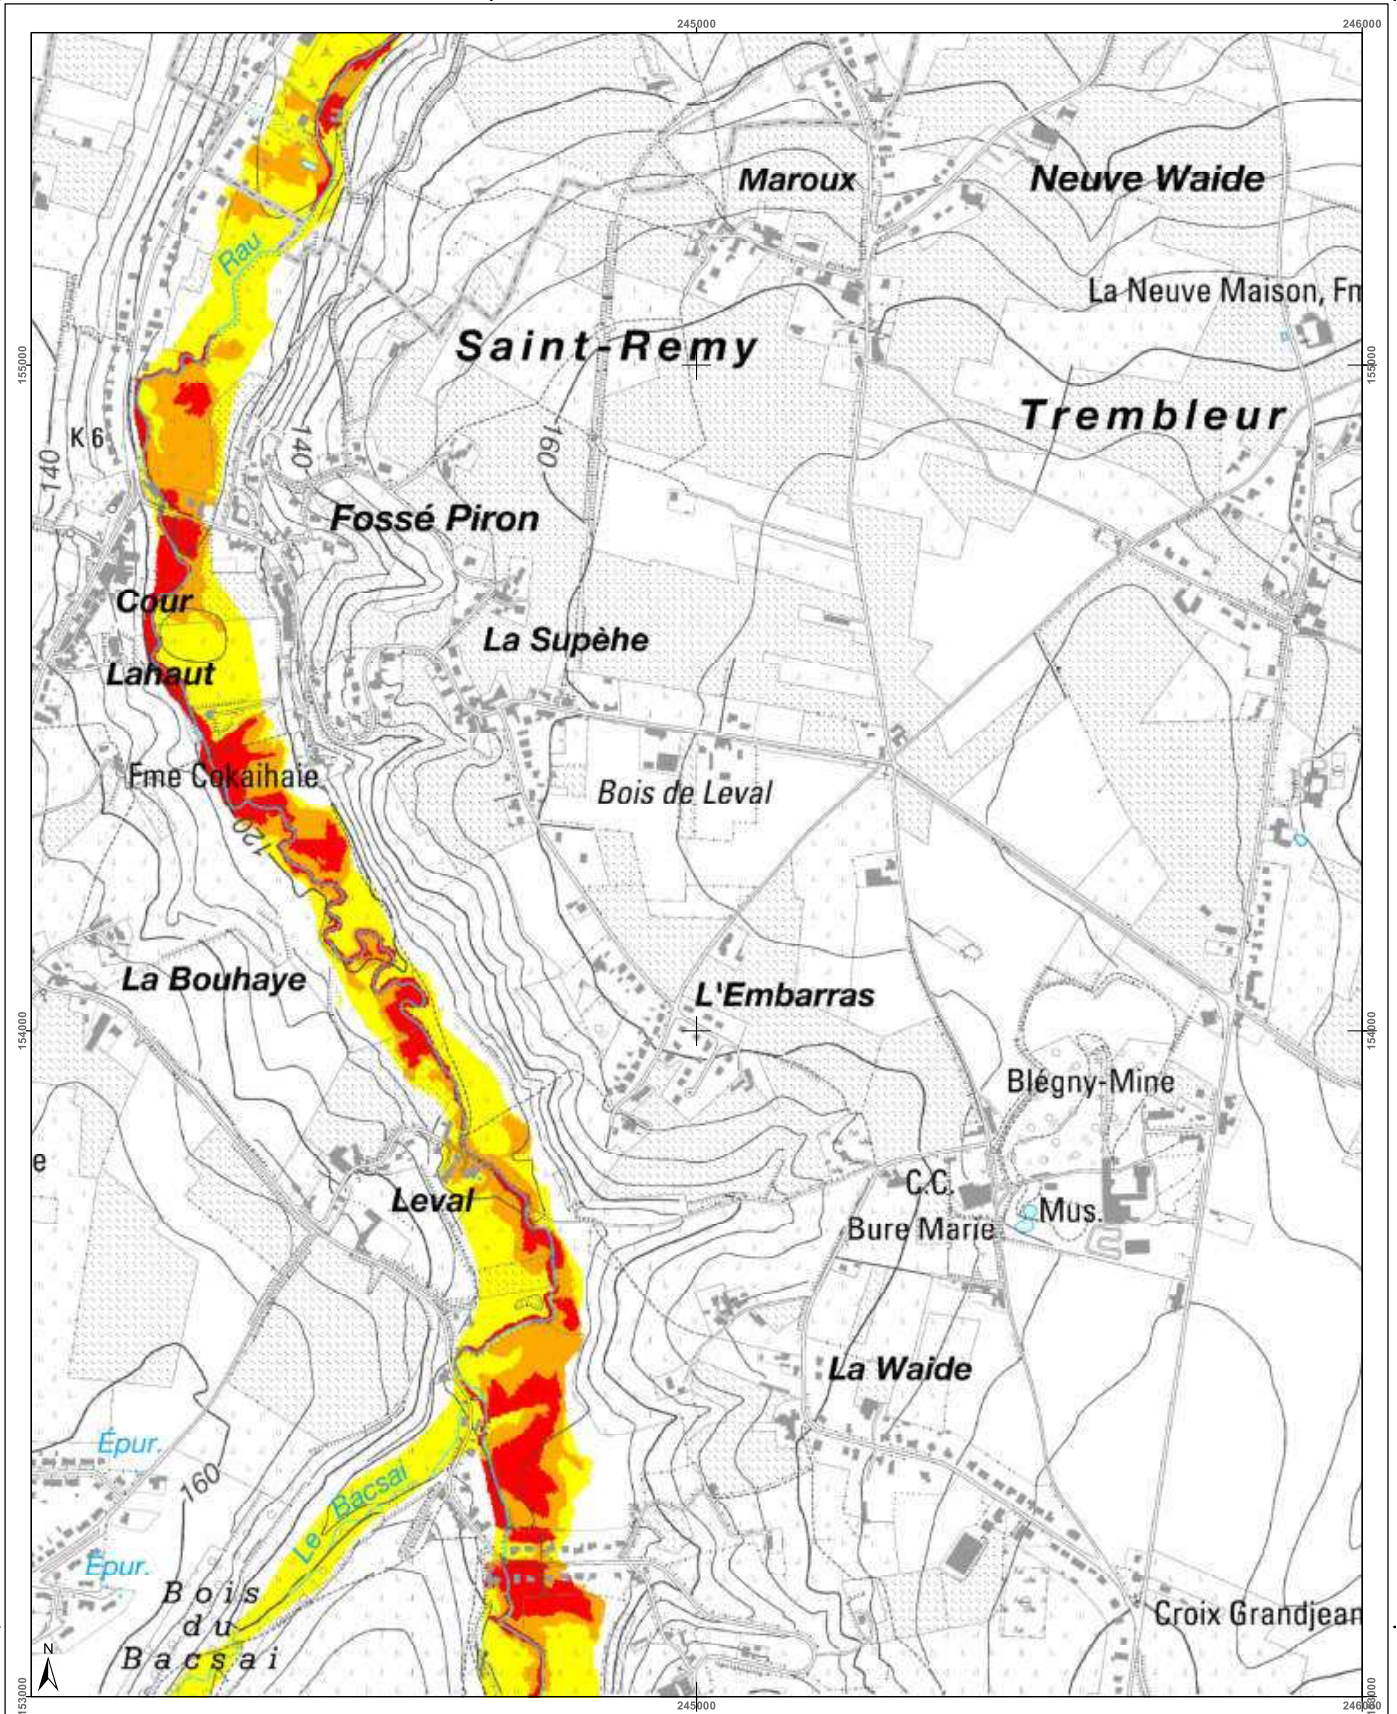 245000
246000
Maroux
Neuve Waide
Rau
La Neuve Maison, Fm
Saint-Remy
155000
155000
Trembleur
K 6
140
140
160
Fossé Piron
Cour
Lahaut
La Supèhe
Fme Cokaihaie
Bois de Leval
120
La Bouhaye
L'Embarras
154000
154000
Blégny-Mine
e
C.C.
Leval
Mus.
Bure Marie
La Waide
Épur.
160
Le Bacsai
Épur.
Bois
du
Bacsai
Croix Grandjean
N
153000
245000
246000
153000